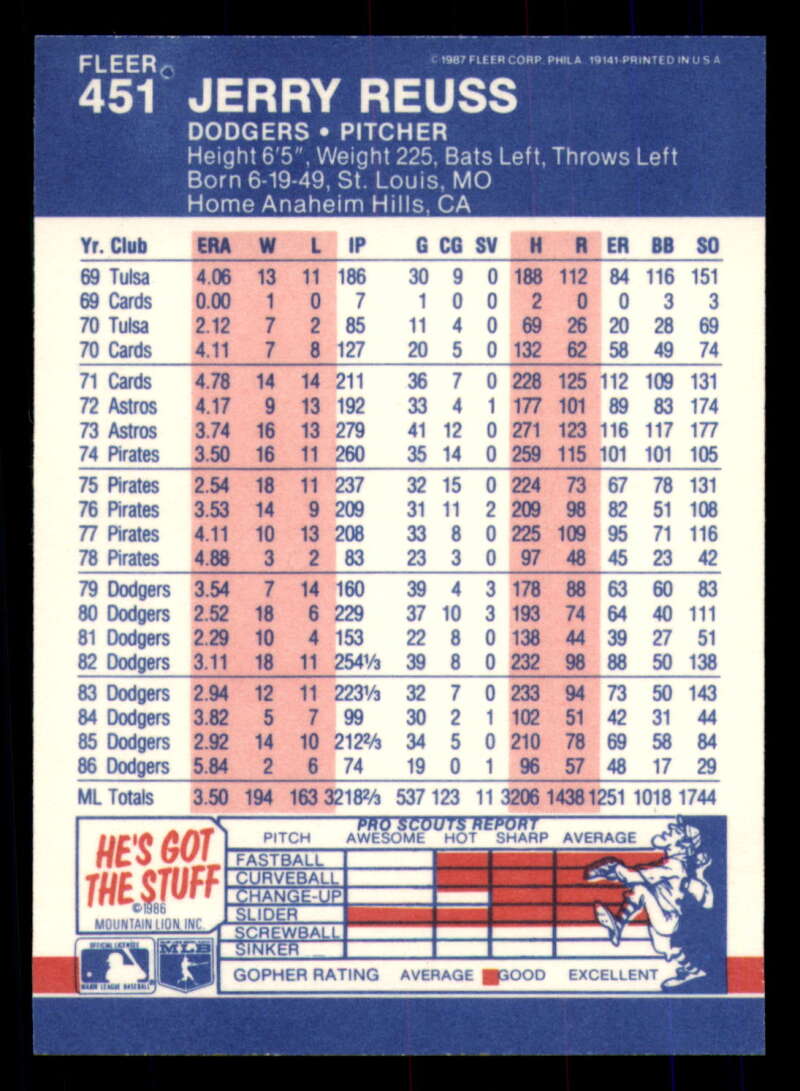 FLEER
© 1987 FLEER CORP. PHILA. 19141-PRINTED IN U S A
451 JERRY REUSS
DODGERS • PITCHER
Height 6'5", Weight 225, Bats Left, Throws Left
Born 6-19-49, St. Louis, MO
Home Anaheim Hills, CA
Yr. Club ERA W L IP G CG SV H R ER BB SO
69 Tulsa 4.06 13 11 186 30 9 0 188 112 84 116 151
69 Cards 0.00 1 0 7 1 0 0 2 0 0 3 3
70 Tulsa 2.12 7 2 85 11 4 0 69 26 20 28 69
70 Cards 4.11 7 8 127 20 5 0 132 62 58 49 74
71 Cards 4.78 14 14 211 36 7 0 228 125 112 109 131
72 Astros 4.17 9 13 192 33 4 1 177 101 89 83 174
73 Astros 3.74 16 13 279 41 12 0 271 123 116 117 177
74 Pirates 3.50 16 11 260 35 14 0 259 115 101 101 105
75 Pirates 2.54 18 11 237 32 15 0 224 73 67 78 131
76 Pirates 3.53 14 9 209 31 11 2 209 98 82 51 108
77 Pirates 4.11 10 13 208 33 8 0 225 109 95 71 116
78 Pirates 4.88 3 2 83 23 3 0 97 48 45 23 42
79 Dodgers 3.54 7 14 160 39 4 3 178 88 63 60 83
80 Dodgers 2.52 18 6 229 37 10 3 193 74 64 40 111
81 Dodgers 2.29 10 4 153 22 8 0 138 44 39 27 51
82 Dodgers 3.11 18 11 254⅓ 39 8 0 232 98 88 50 138
83 Dodgers 2.94 12 11 223⅓ 32 7 0 233 94 73 50 143
84 Dodgers 3.82 5 7 99 30 2 1 102 51 42 31 44
85 Dodgers 2.92 14 10 212⅔ 34 5 0 210 78 69 58 84
86 Dodgers 5.84 2 6 74 19 0 1 96 57 48 17 29
ML Totals 3.50 194 163 3218⅔ 537 123 11 3206 1438 1251 1018 1744
HE'S GOT
THE STUFF
©1986
MOUNTAIN LION, INC.
OFFICIAL LICENSEE
MAJOR LEAGUE BASEBALL
MLB
PRO SCOUTS REPORT
PITCH AWESOME HOT SHARP AVERAGE
FASTBALL
CURVEBALL
CHANGE-UP
SLIDER
SCREWBALL
SINKER
GOPHER RATING AVERAGE GOOD EXCELLENT